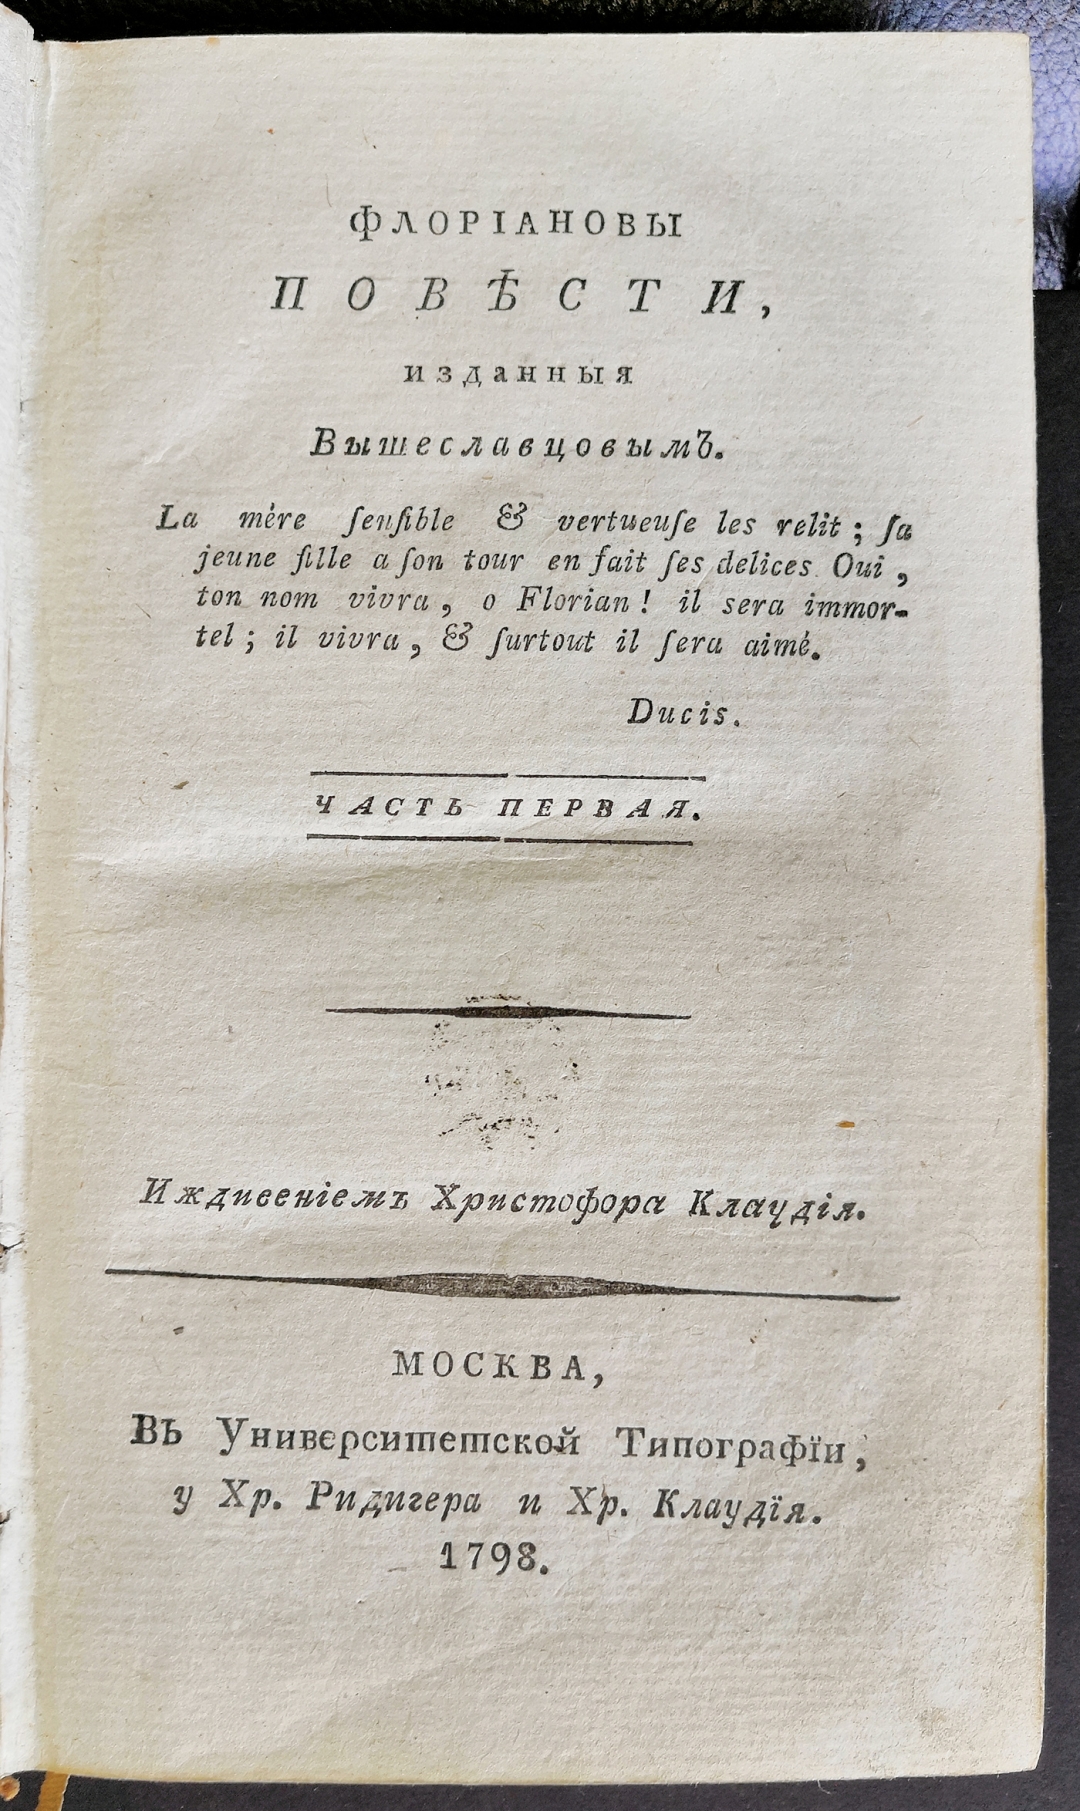 ФЛОРІАНОВЫ
ПОВѢСТИ,
изданныя
Вышеславцовымъ.
La mère ſenſible & vertueuſe les relit ; ſa
jeune fille a ſon tour en fait ſes delices. Oui ,
ton nom vivra , o Florian ! il sera immor-
tel ; il vivra , & ſurtout il ſera aimé.
Ducis.
ЧАСТЬ ПЕРВАЯ.
Иждивеніемъ Христофора Клаудія.
МОСКВА,
Въ Университетской Типографїи,
у Хр. Ридигера и Хр. Клаудїя.
1798.